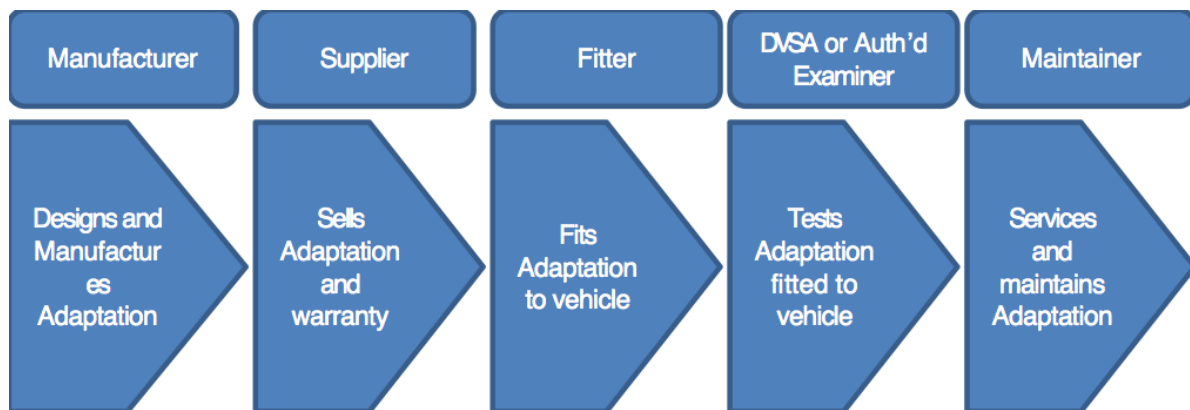 Manufacturer
Supplier
Fitter
DVSA or Auth'd
Examiner
Maintainer
Designs and
Manufactur
es
Adaptation
Sells
Adaptation
and
warranty
Fits
Adaptation
to vehicle
Tests
Adaptation
fitted to
vehicle
Services
and
maintains
Adaptation